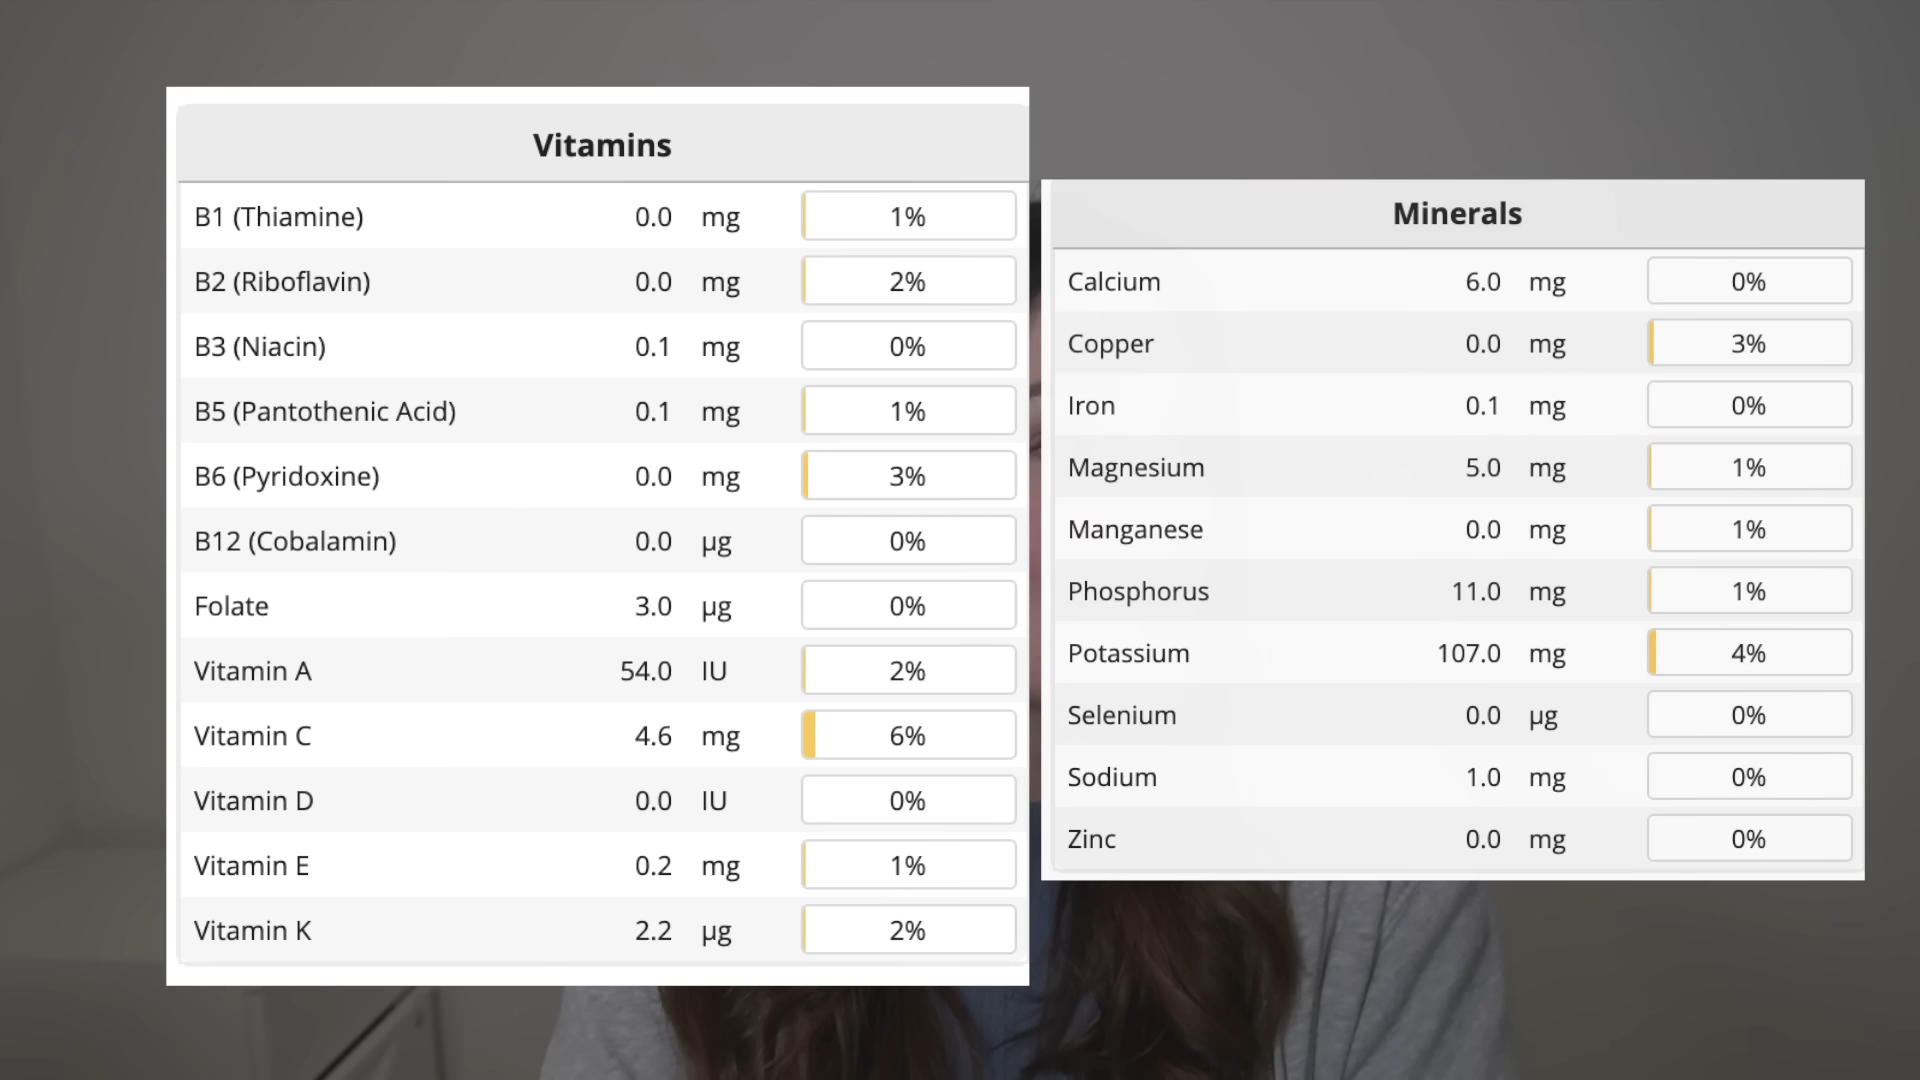 Vitamins
B1 (Thiamine) 0.0 mg 1%
B2 (Riboflavin) 0.0 mg 2%
B3 (Niacin) 0.1 mg 0%
B5 (Pantothenic Acid) 0.1 mg 1%
B6 (Pyridoxine) 0.0 mg 3%
B12 (Cobalamin) 0.0 µg 0%
Folate 3.0 µg 0%
Vitamin A 54.0 IU 2%
Vitamin C 4.6 mg 6%
Vitamin D 0.0 IU 0%
Vitamin E 0.2 mg 1%
Vitamin K 2.2 µg 2%
Minerals
Calcium 6.0 mg 0%
Copper 0.0 mg 3%
Iron 0.1 mg 0%
Magnesium 5.0 mg 1%
Manganese 0.0 mg 1%
Phosphorus 11.0 mg 1%
Potassium 107.0 mg 4%
Selenium 0.0 µg 0%
Sodium 1.0 mg 0%
Zinc 0.0 mg 0%